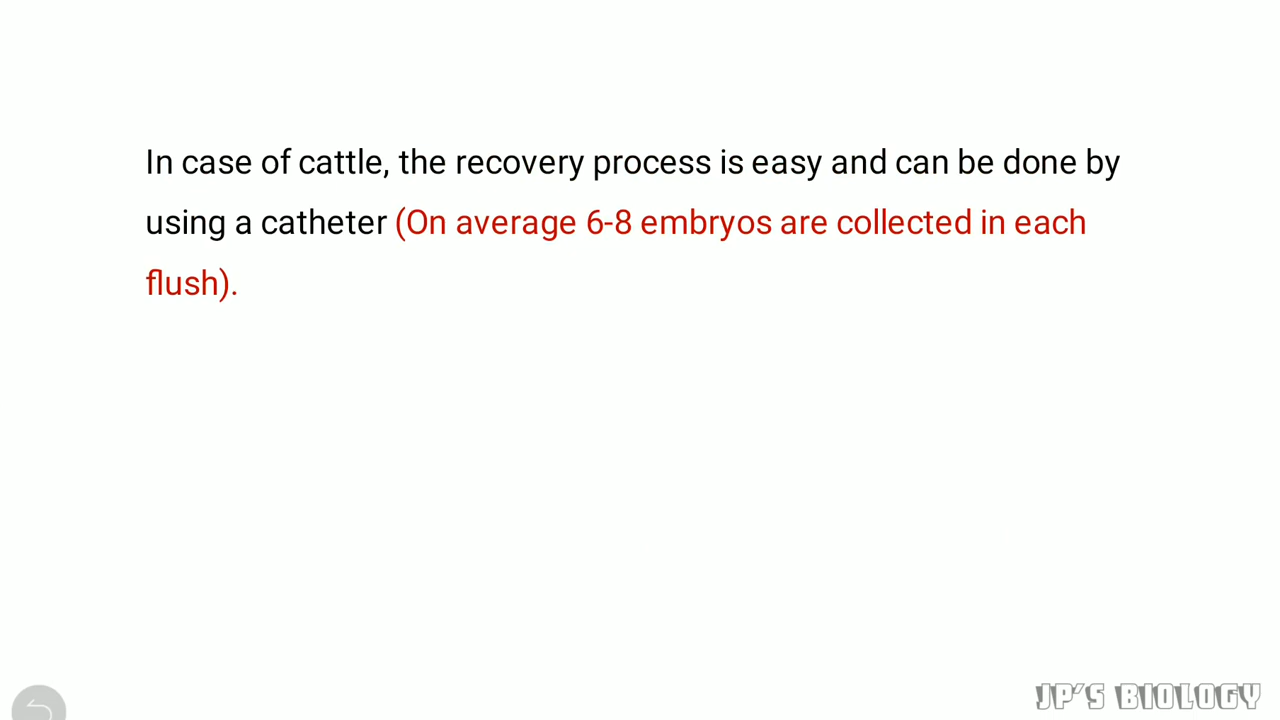 In case of cattle, the recovery process is easy and can be done by
using a catheter (On average 6-8 embryos are collected in each
flush).
JP'S BIOLOGY